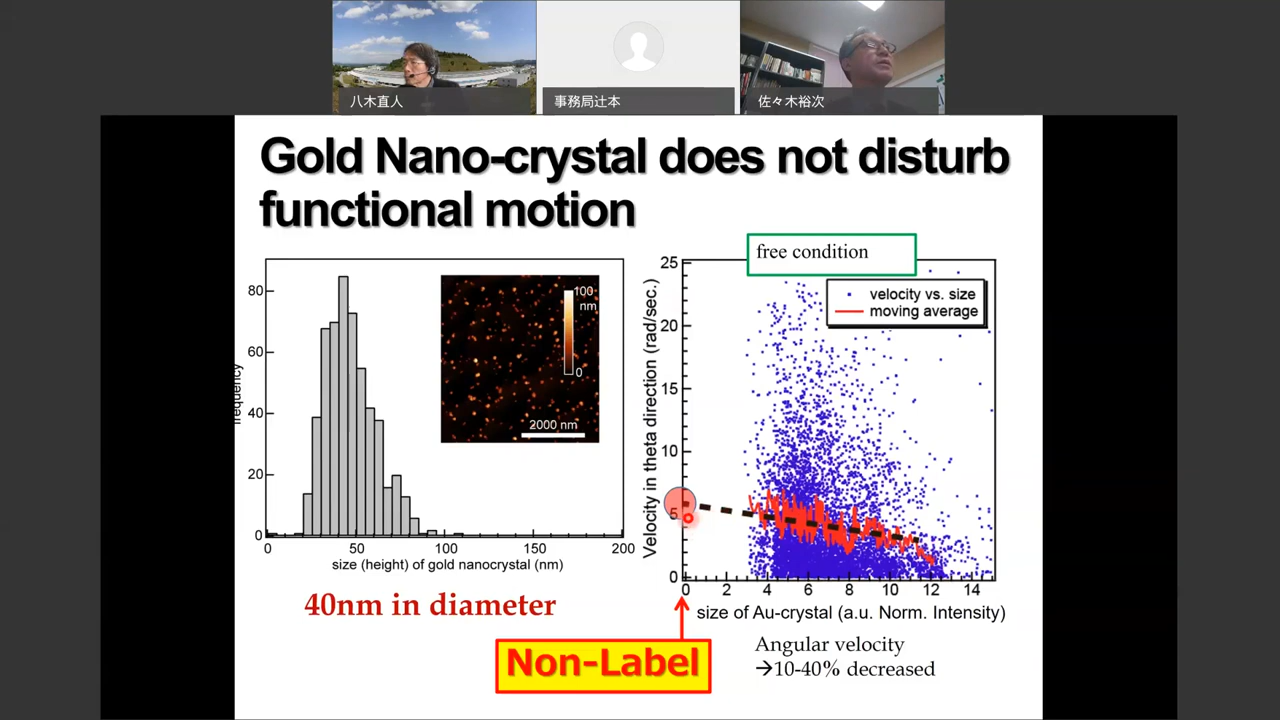 八木直人
事務局辻本
佐々木裕次
Gold Nano-crystal does not disturb
functional motion
80
60
40
20
0
frequency
0
50
100
150
200
size (height) of gold nanocrystal (nm)
100
nm
0
2000 nm
40nm in diameter
free condition
velocity vs. size
moving average
25
20
15
10
5
0
Velocity in theta direction (rad/sec.)
0
2
4
6
8
10
12
14
size of Au-crystal (a.u. Norm. Intensity)
Non-Label
Angular velocity
→10-40% decreased